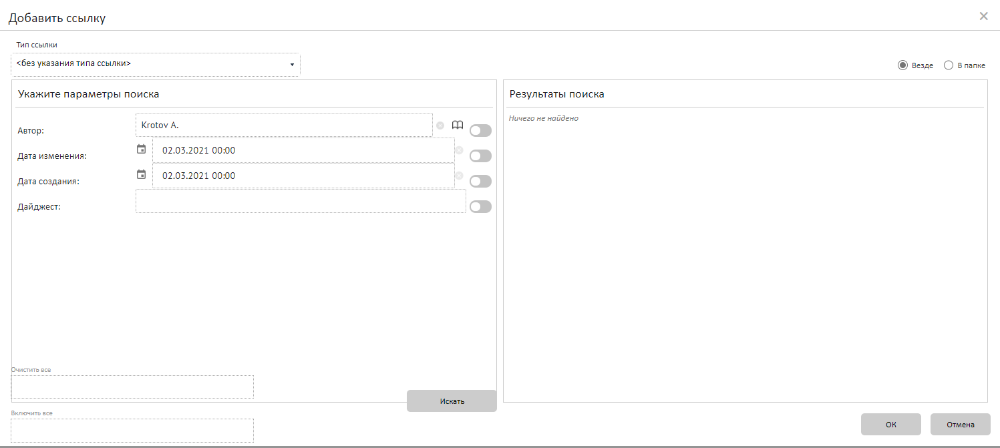 Добавить ссылку
Тип ссылки
<без указания типа ссылки>
Везде
В папке
Укажите параметры поиска
Автор:
Krotov A.
Дата изменения:
02.03.2021 00:00
Дата создания:
02.03.2021 00:00
Дайджест:
Очистить все
Искать
Включить все
Результаты поиска
Ничего не найдено
ОК
Отмена